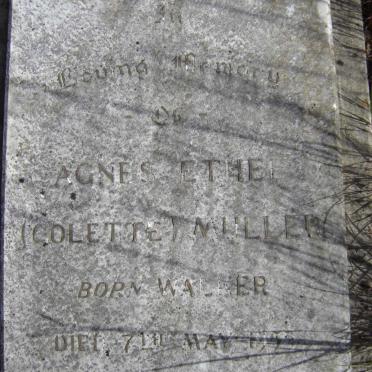 In
Loving Memory
Of
AGNES ETHEL
(COLETTE) MULLER
BORN WALKER
DIED 7TH MAY